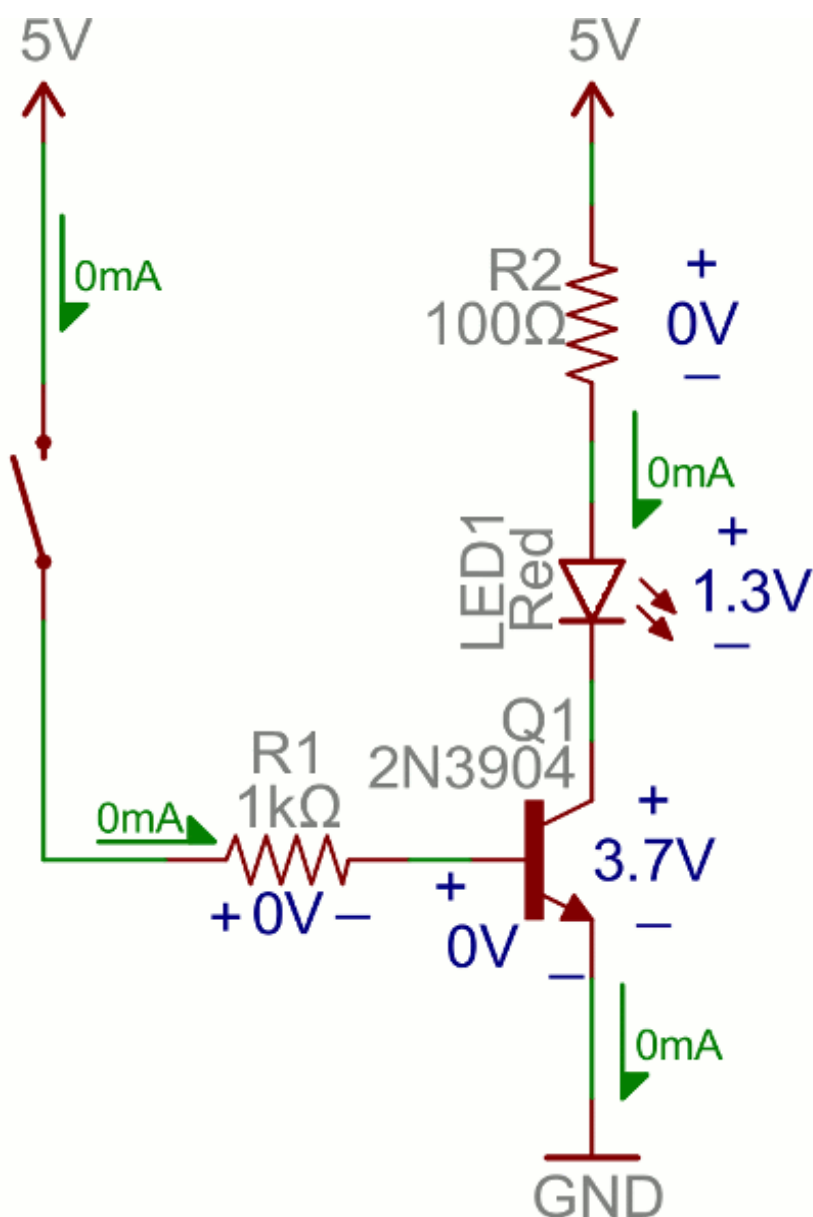 5V
5V
0mA
R2
100Ω
+
0V
–
0mA
LED1
Red
+
1.3V
–
Q1
2N3904
R1
1kΩ
0mA
+0V–
+
0V
–
+
3.7V
–
0mA
GND